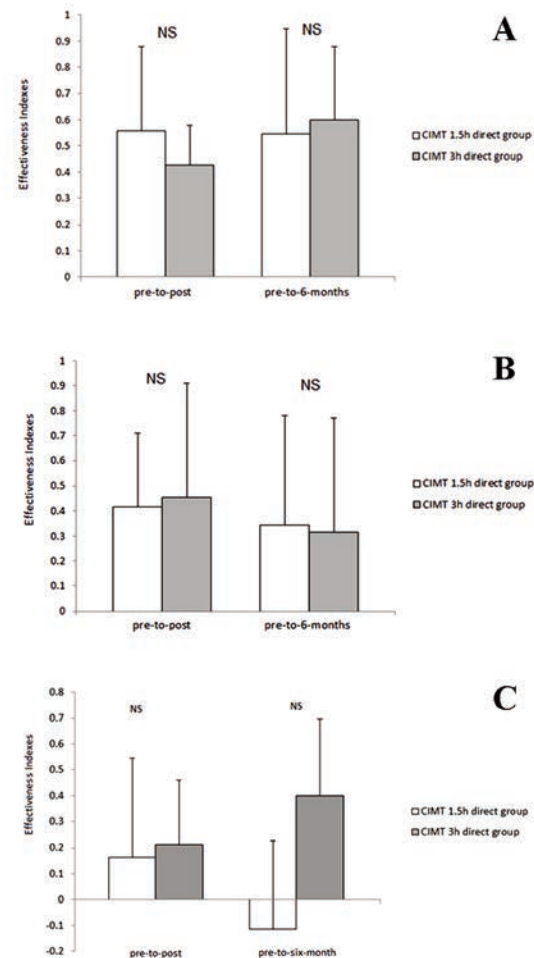 A
1
0.9
0.8
0.7
0.6
0.5
0.4
0.3
0.2
0.1
0
Effectiveness Indexes
NS
NS
pre-to-post
pre-to-6-months
CIMT 1.5h direct group
CIMT 3h direct group
B
1
0.9
0.8
0.7
0.6
0.5
0.4
0.3
0.2
0.1
0
Effectiveness Indexes
NS
NS
pre-to-post
pre-to-6-months
CIMT 1.5h direct group
CIMT 3h direct group
C
0.8
0.7
0.6
0.5
0.4
0.3
0.2
0.1
0
-0.1
-0.2
Effectiveness Indexes
NS
NS
pre-to-post
pre-to-six-month
CIMT 1.5h direct group
CIMT 3h direct group